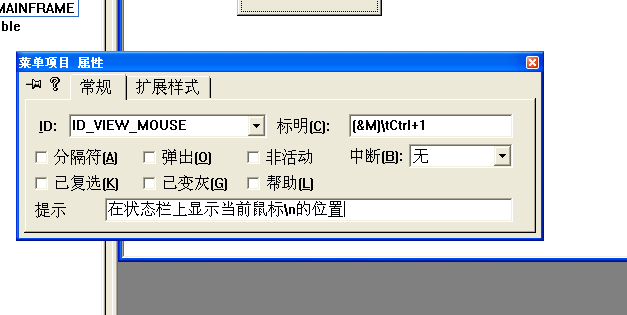 MAINFRAME
ble
菜单项目 属性
常规 扩展样式
ID: ID_VIEW_MOUSE 标明(C): (&M)\tCtrl+1
分隔符(A) 弹出(O) 非活动 中断(B): 无
已复选(K) 已变灰(G) 帮助(L)
提示 在状态栏上显示当前鼠标\n的位置